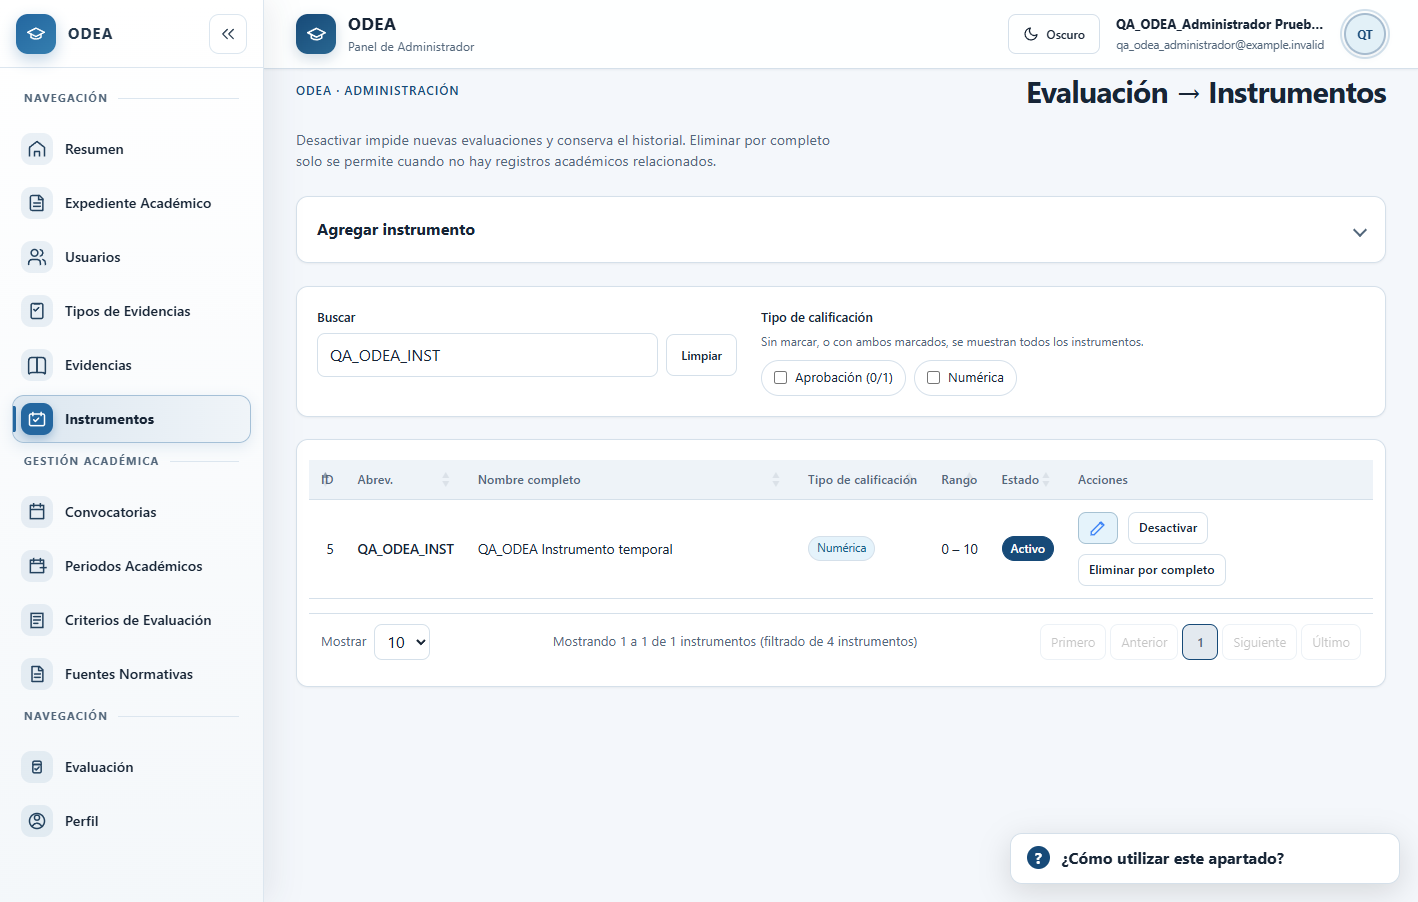 ODEA
NAVEGACIÓN
Resumen
Expediente Académico
Usuarios
Tipos de Evidencias
Evidencias
Instrumentos
GESTIÓN ACADÉMICA
Convocatorias
Periodos Académicos
Criterios de Evaluación
Fuentes Normativas
NAVEGACIÓN
Evaluación
Perfil
ODEA
Panel de Administrador
Oscuro
QA_ODEA_Administrador Prueb...
qa_odea_administrador@example.invalid
QT
ODEA · ADMINISTRACIÓN
Evaluación → Instrumentos
Desactivar impide nuevas evaluaciones y conserva el historial. Eliminar por completo
solo se permite cuando no hay registros académicos relacionados.
Agregar instrumento
Buscar
QA_ODEA_INST
Limpiar
Tipo de calificación
Sin marcar, o con ambos marcados, se muestran todos los instrumentos.
Aprobación (0/1)
Numérica
ID Abrev. Nombre completo Tipo de calificación Rango Estado Acciones
5 QA_ODEA_INST QA_ODEA Instrumento temporal Numérica 0 – 10 Activo Desactivar
Eliminar por completo
Mostrar 10 Mostrando 1 a 1 de 1 instrumentos (filtrado de 4 instrumentos) Primero Anterior 1 Siguiente Último
? ¿Cómo utilizar este apartado?